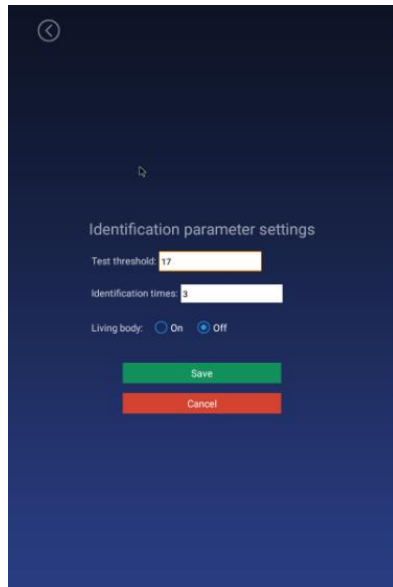 Identification parameter settings
Test threshold: 17
Identification times: 3
Living body: On Off
Save
Cancel